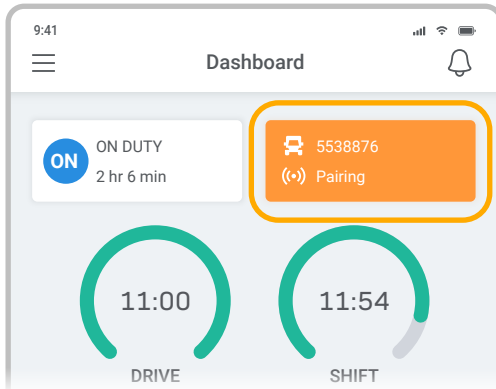 9:41
Dashboard
ON
ON DUTY
2 hr 6 min
5538876
Pairing
11:00
DRIVE
11:54
SHIFT